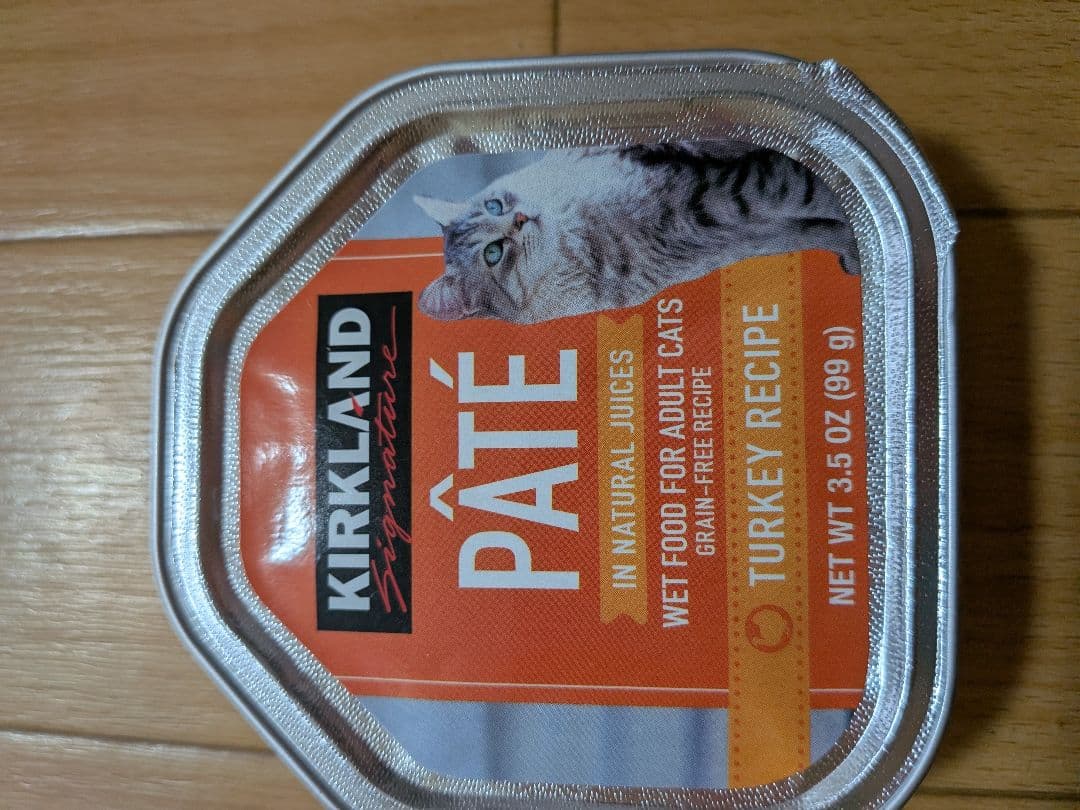 KIRKLAND
Signature
PÂTÉ
IN NATURAL JUICES
WET FOOD FOR ADULT CATS
GRAIN-FREE RECIPE
TURKEY RECIPE
NET WT 3.5 OZ (99 g)